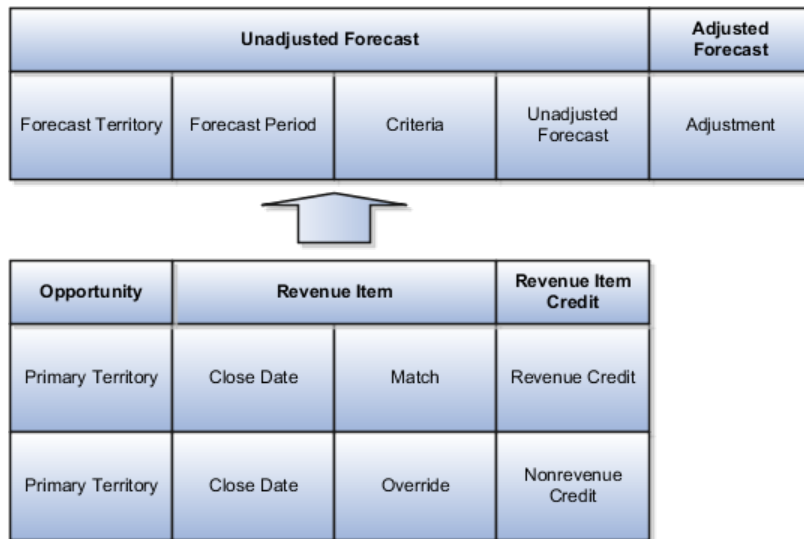 Unadjusted Forecast
Adjusted
Forecast
Forecast Territory
Forecast Period
Criteria
Unadjusted
Forecast
Adjustment
Opportunity
Revenue Item
Revenue Item
Credit
Primary Territory
Close Date
Match
Revenue Credit
Primary Territory
Close Date
Override
Nonrevenue
Credit